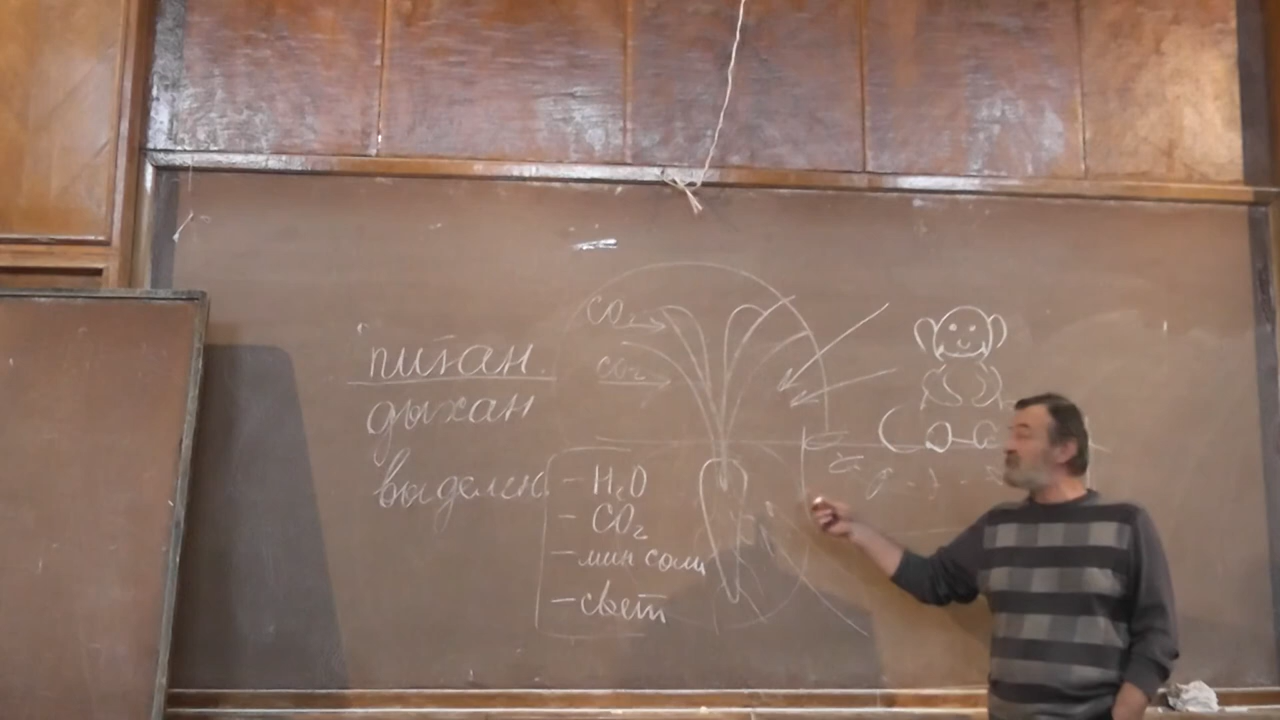 питан.
дыхан
выделен.
CO₂
CO₂
– H₂O
– CO₂
– мин соли
– свет